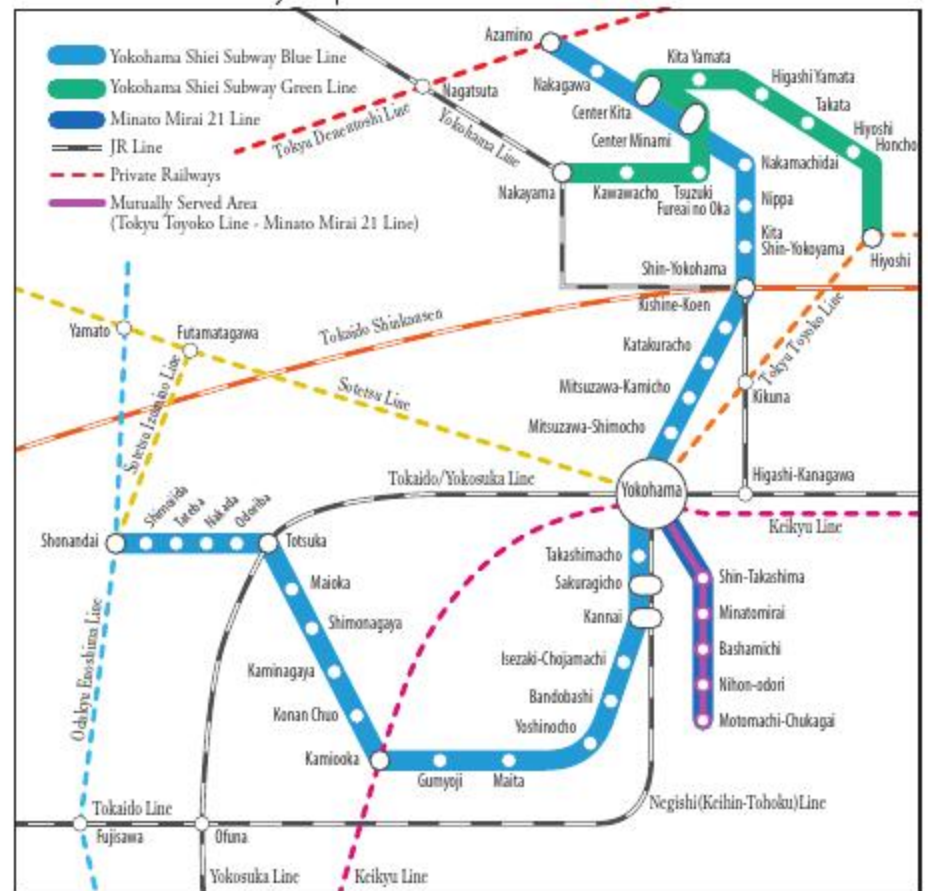 Yokohama Shiei Subway Blue Line
Yokohama Shiei Subway Green Line
Minato Mirai 21 Line
JR Line
Private Railways
Mutually Served Area
(Tokyu Toyoko Line - Minato Mirai 21 Line)
Azamino
Nagatsuta
Tokyu Denentoshi Line
Yokohama Line
Nakagawa
Kita Yamata
Higashi Yamata
Takata
Hiyoshi
Honcho
Center Kita
Center Minami
Nakamachidai
Nakayama
Kawawacho
Tsuzuki
Fureai no Oka
Nippa
Kita
Shin-Yokoyama
Hiyoshi
Shin-Yokohama
Kishine-Koen
Yamato
Futamatagawa
Tokaido Shinkansen
Katakuracho
Tokyu Toyoko Line
Sotetsu Izumino Line
Sotetsu Line
Mitsuzawa-Kamicho
Kikuna
Mitsuzawa-Shimocho
Tokaido/Yokosuka Line
Yokohama
Higashi-Kanagawa
Keikyu Line
Shonandai
Shimoiida
Tateba
Nakada
Odoriba
Totsuka
Takashimacho
Shin-Takashima
Maioka
Sakuragicho
Minatomirai
Shimonagaya
Kannai
Bashamichi
Odakyu Enoshima Line
Kaminagaya
Isezaki-Chojamachi
Nihon-odori
Konan Chuo
Bandobashi
Motomachi-Chukagai
Yoshinocho
Kamiooka
Gumyoji
Maita
Tokaido Line
Negishi(Keihin-Tohoku)Line
Fujisawa
Ofuna
Yokosuka Line
Keikyu Line